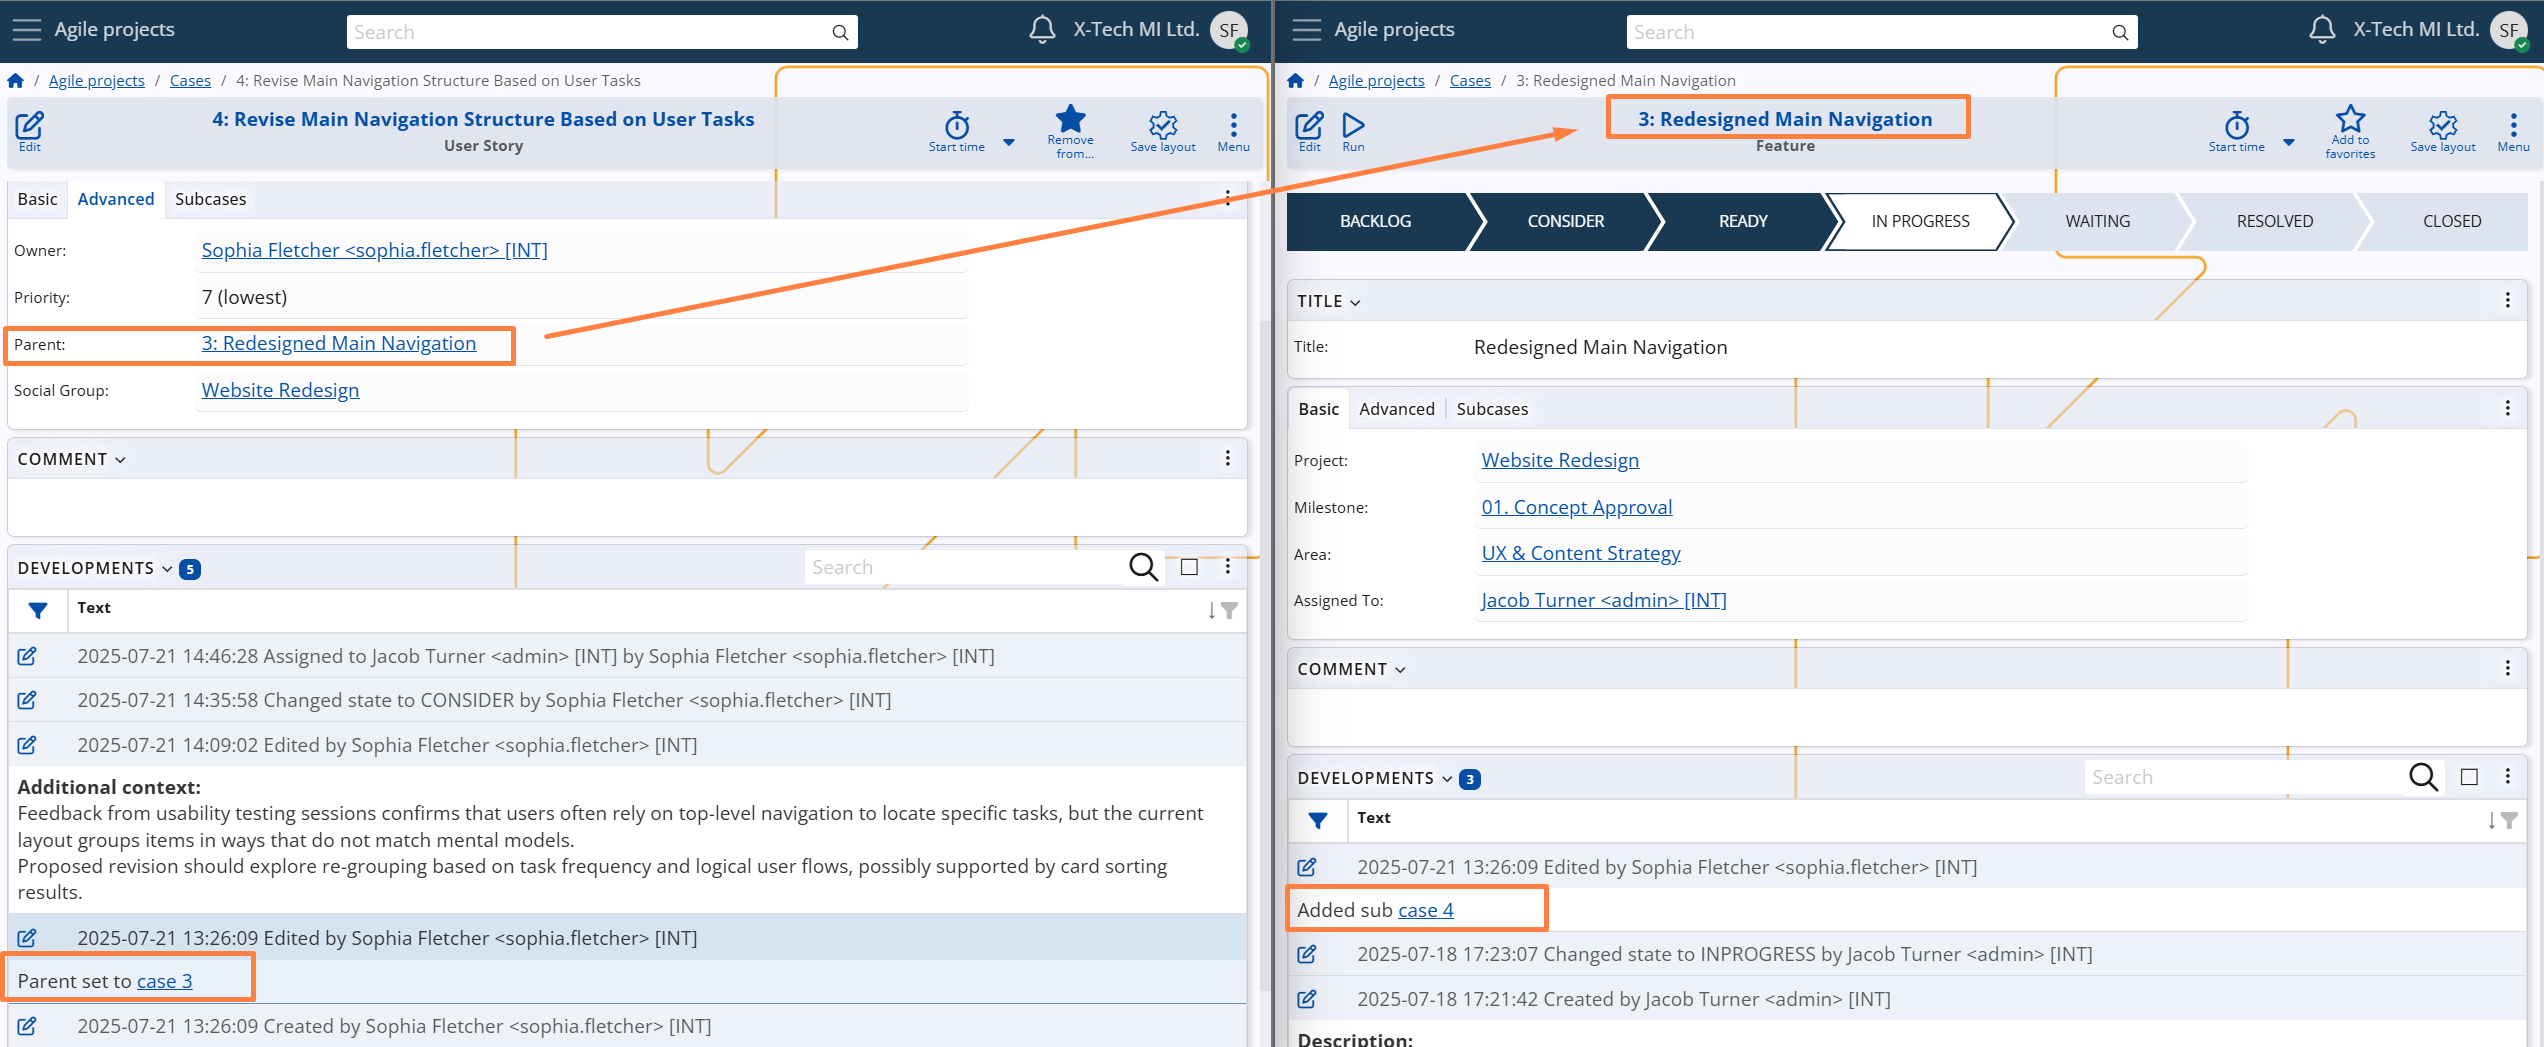 Agile projects
Search
X-Tech MI Ltd.
SF
/ Agile projects / Cases / 4: Revise Main Navigation Structure Based on User Tasks
Edit
4: Revise Main Navigation Structure Based on User Tasks
User Story
Start time
Remove from...
Save layout
Menu
Basic
Advanced
Subcases
Owner:
Sophia Fletcher <sophia.fletcher> [INT]
Priority:
7 (lowest)
Parent:
3: Redesigned Main Navigation
Social Group:
Website Redesign
COMMENT
DEVELOPMENTS 5
Search
Text
2025-07-21 14:46:28 Assigned to Jacob Turner <admin> [INT] by Sophia Fletcher <sophia.fletcher> [INT]
2025-07-21 14:35:58 Changed state to CONSIDER by Sophia Fletcher <sophia.fletcher> [INT]
2025-07-21 14:09:02 Edited by Sophia Fletcher <sophia.fletcher> [INT]
Additional context:
Feedback from usability testing sessions confirms that users often rely on top-level navigation to locate specific tasks, but the current
layout groups items in ways that do not match mental models.
Proposed revision should explore re-grouping based on task frequency and logical user flows, possibly supported by card sorting
results.
2025-07-21 13:26:09 Edited by Sophia Fletcher <sophia.fletcher> [INT]
Parent set to case 3
2025-07-21 13:26:09 Created by Sophia Fletcher <sophia.fletcher> [INT]
Agile projects
Search
X-Tech MI Ltd.
SF
/ Agile projects / Cases / 3: Redesigned Main Navigation
Edit
Run
3: Redesigned Main Navigation
Feature
Start time
Add to favorites
Save layout
Menu
BACKLOG
CONSIDER
READY
IN PROGRESS
WAITING
RESOLVED
CLOSED
TITLE
Title:
Redesigned Main Navigation
Basic
Advanced
Subcases
Project:
Website Redesign
Milestone:
01. Concept Approval
Area:
UX & Content Strategy
Assigned To:
Jacob Turner <admin> [INT]
COMMENT
DEVELOPMENTS 3
Search
Text
2025-07-21 13:26:09 Edited by Sophia Fletcher <sophia.fletcher> [INT]
Added sub case 4
2025-07-18 17:23:07 Changed state to INPROGRESS by Jacob Turner <admin> [INT]
2025-07-18 17:21:42 Created by Jacob Turner <admin> [INT]
Description: